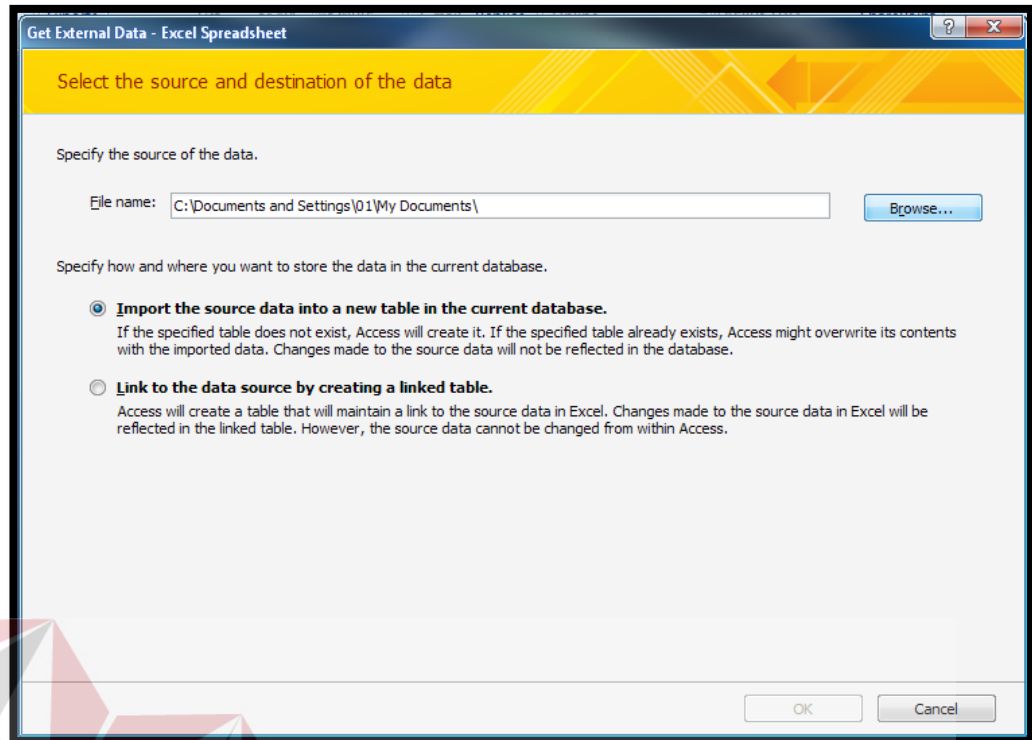 Get External Data - Excel Spreadsheet
Select the source and destination of the data
Specify the source of the data.
File name: C:\Documents and Settings\01\My Documents\ Browse...
Specify how and where you want to store the data in the current database.
Import the source data into a new table in the current database.
If the specified table does not exist, Access will create it. If the specified table already exists, Access might overwrite its contents
with the imported data. Changes made to the source data will not be reflected in the database.
Link to the data source by creating a linked table.
Access will create a table that will maintain a link to the source data in Excel. Changes made to the source data in Excel will be
reflected in the linked table. However, the source data cannot be changed from within Access.
OK Cancel